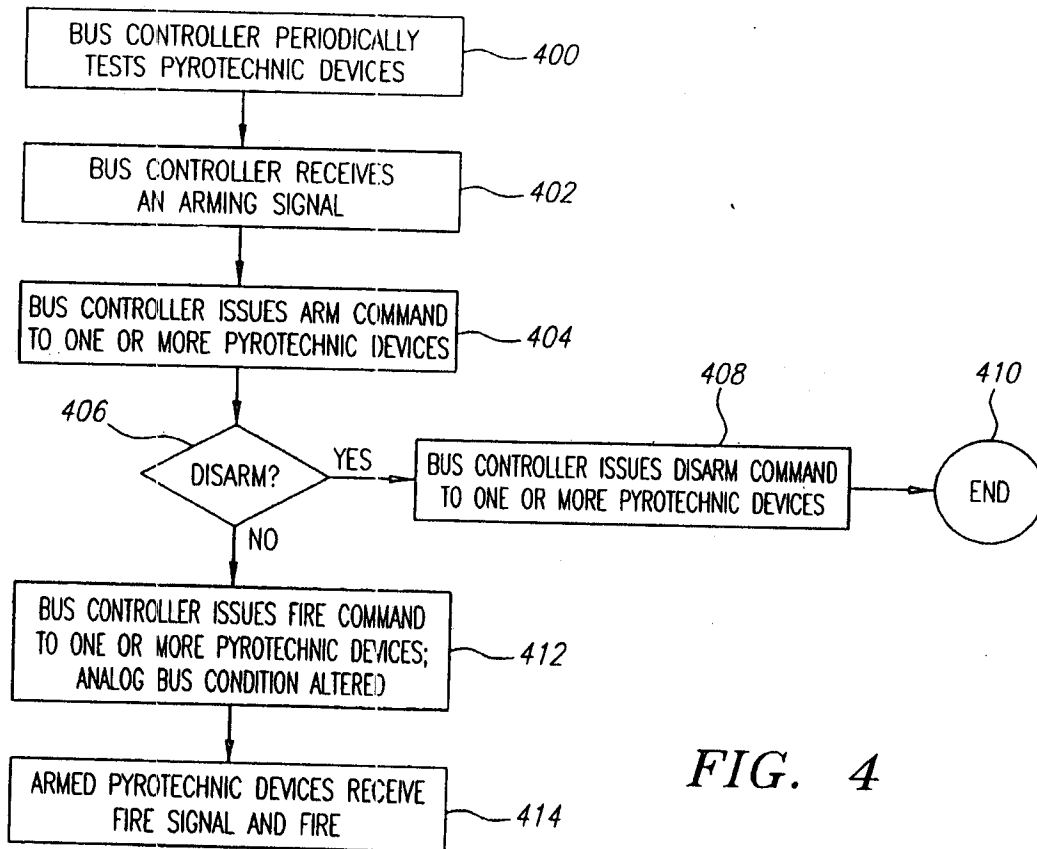 BUS CONTROLLER PERIODICALLY
TESTS PYROTECHNIC DEVICES
400
BUS CONTROLLER RECEIVES
AN ARMING SIGNAL
402
BUS CONTROLLER ISSUES ARM COMMAND
TO ONE OR MORE PYROTECHNIC DEVICES
404
406
DISARM?
YES
408
BUS CONTROLLER ISSUES DISARM COMMAND
TO ONE OR MORE PYROTECHNIC DEVICES
410
END
NO
BUS CONTROLLER ISSUES FIRE COMMAND
TO ONE OR MORE PYROTECHNIC DEVICES;
ANALOG BUS CONDITION ALTERED
412
ARMED PYROTECHNIC DEVICES RECEIVE
FIRE SIGNAL AND FIRE
414
FIG. 4